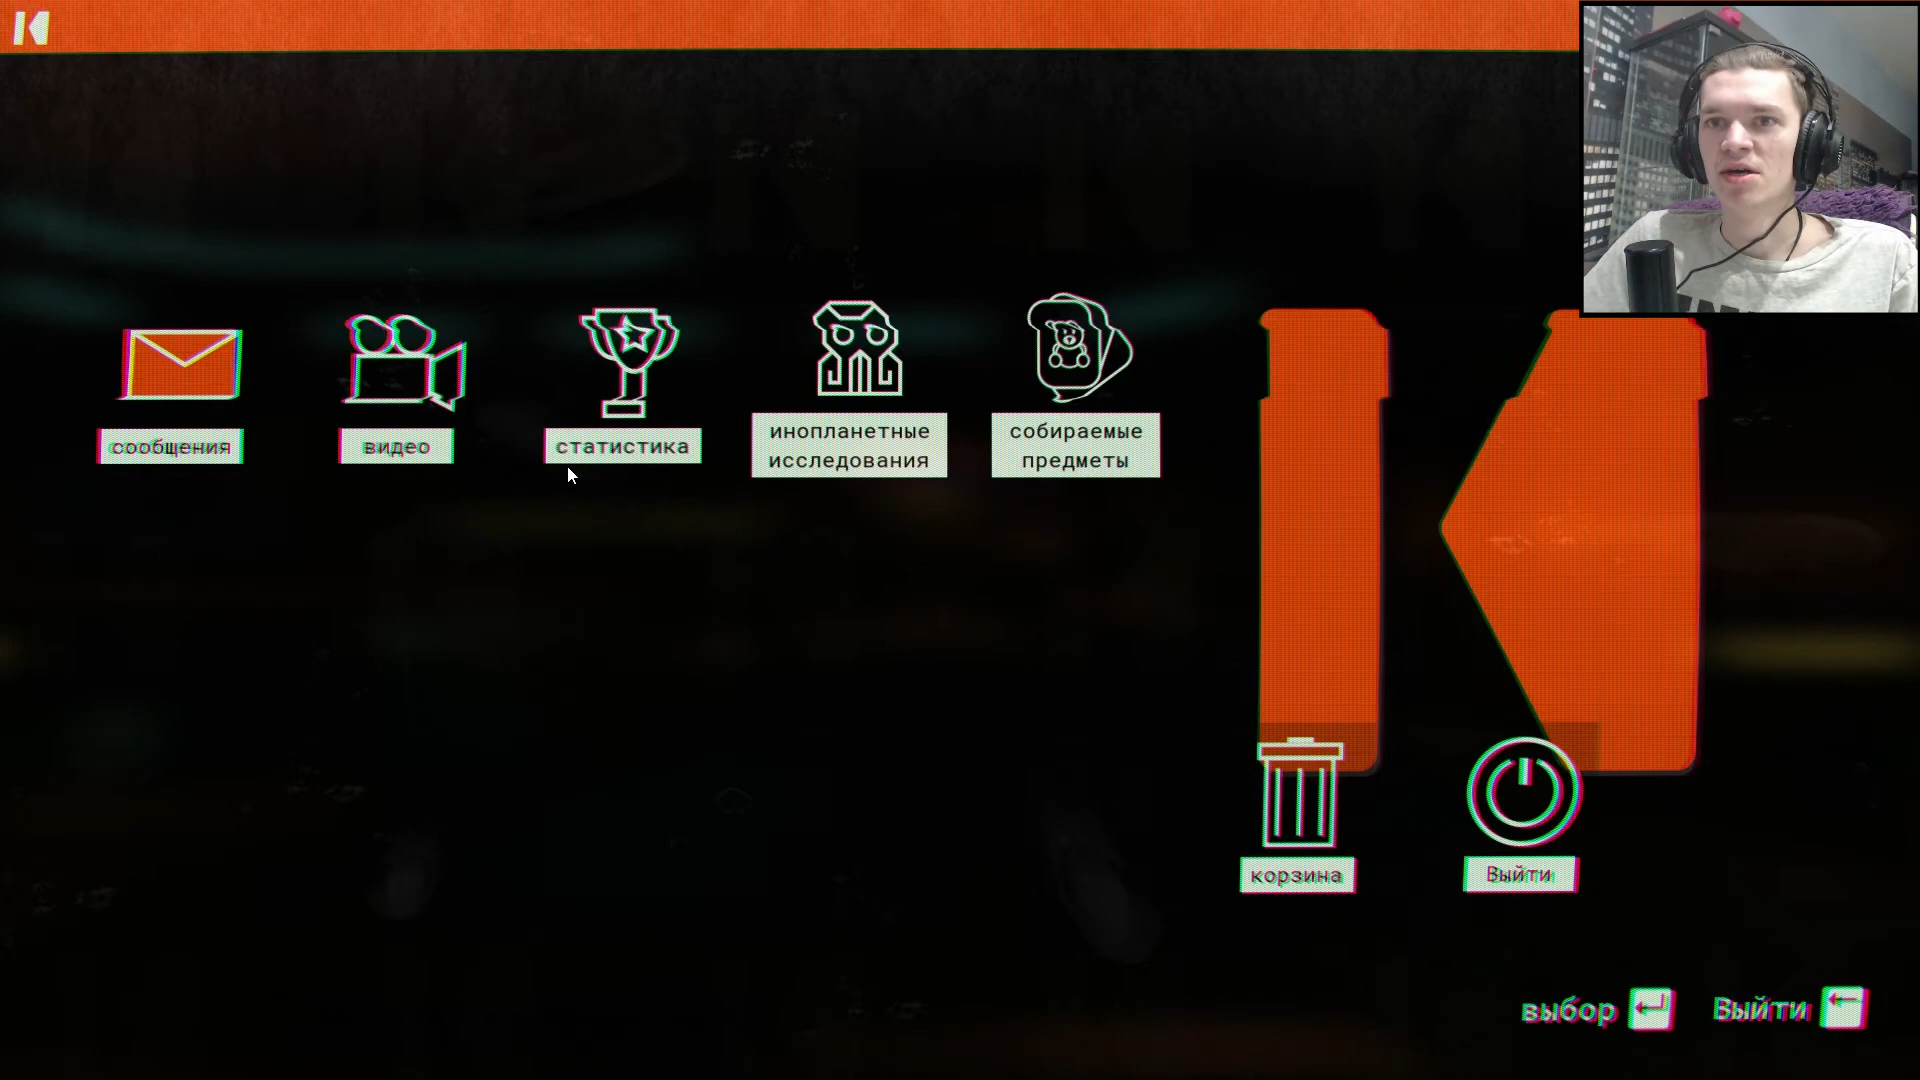 сообщения
видео
статистика
инопланетные
исследования
собираемые
предметы
корзина
Выйти
выбор
Выйти